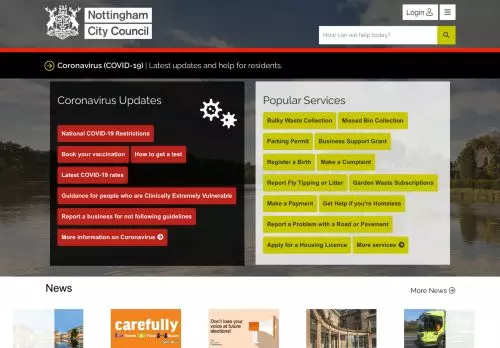 Nottingham
City Council
Login
How can we help today?
Coronavirus (COVID-19) | Latest updates and help for residents.
Coronavirus Updates
National COVID-19 Restrictions
Book your vaccination
How to get a test
Latest COVID-19 rates
Guidance for people who are Clinically Extremely Vulnerable
Report a business for not following guidelines
More information on Coronavirus
Popular Services
Bulky Waste Collection
Missed Bin Collection
Parking Permit
Business Support Grant
Register a Birth
Make a Complaint
Report Fly Tipping or Litter
Garden Waste Subscriptions
Make a Payment
Get Help if you're Homeless
Report a Problem with a Road or Pavement
Apply for a Housing Licence
More services
News
More News
carefully
Don't lose your
voice at future
elections!